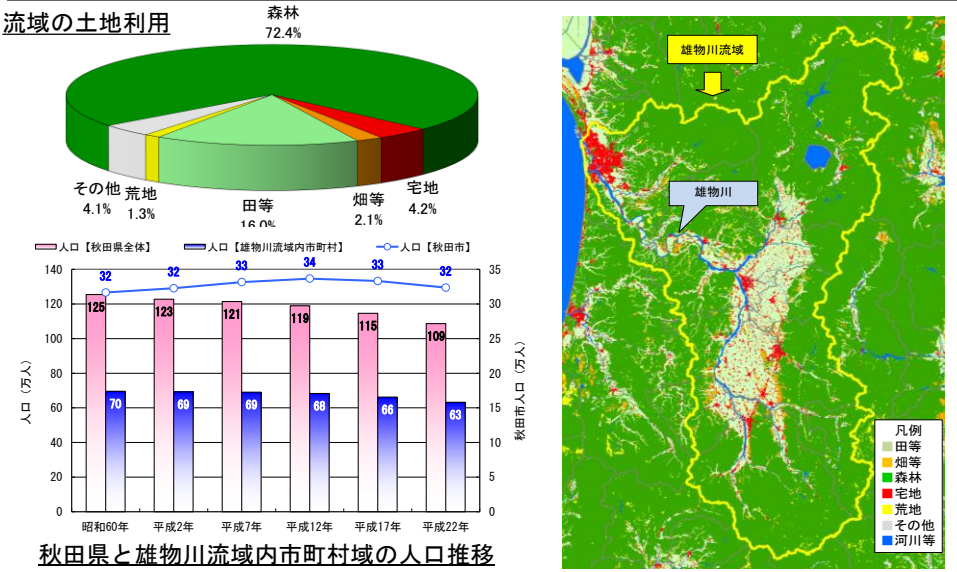 流域の土地利用
森林
72.4%
その他
4.1%
荒地
1.3%
田等
16.0%
畑等
2.1%
宅地
4.2%
人口【秋田県全体】 人口【雄物川流域内市町村】 人口【秋田市】
人口(万人)
140
120
100
80
60
40
20
0
32 32 33 34 33 32
125 123 121 119 115 109
70 69 69 68 66 63
35
30
25
20
15
10
5
0
秋田市人口(万人)
昭和60年 平成2年 平成7年 平成12年 平成17年 平成22年
秋田県と雄物川流域内市町村域の人口推移
雄物川流域
雄物川
凡例
田等
畑等
森林
宅地
荒地
その他
河川等